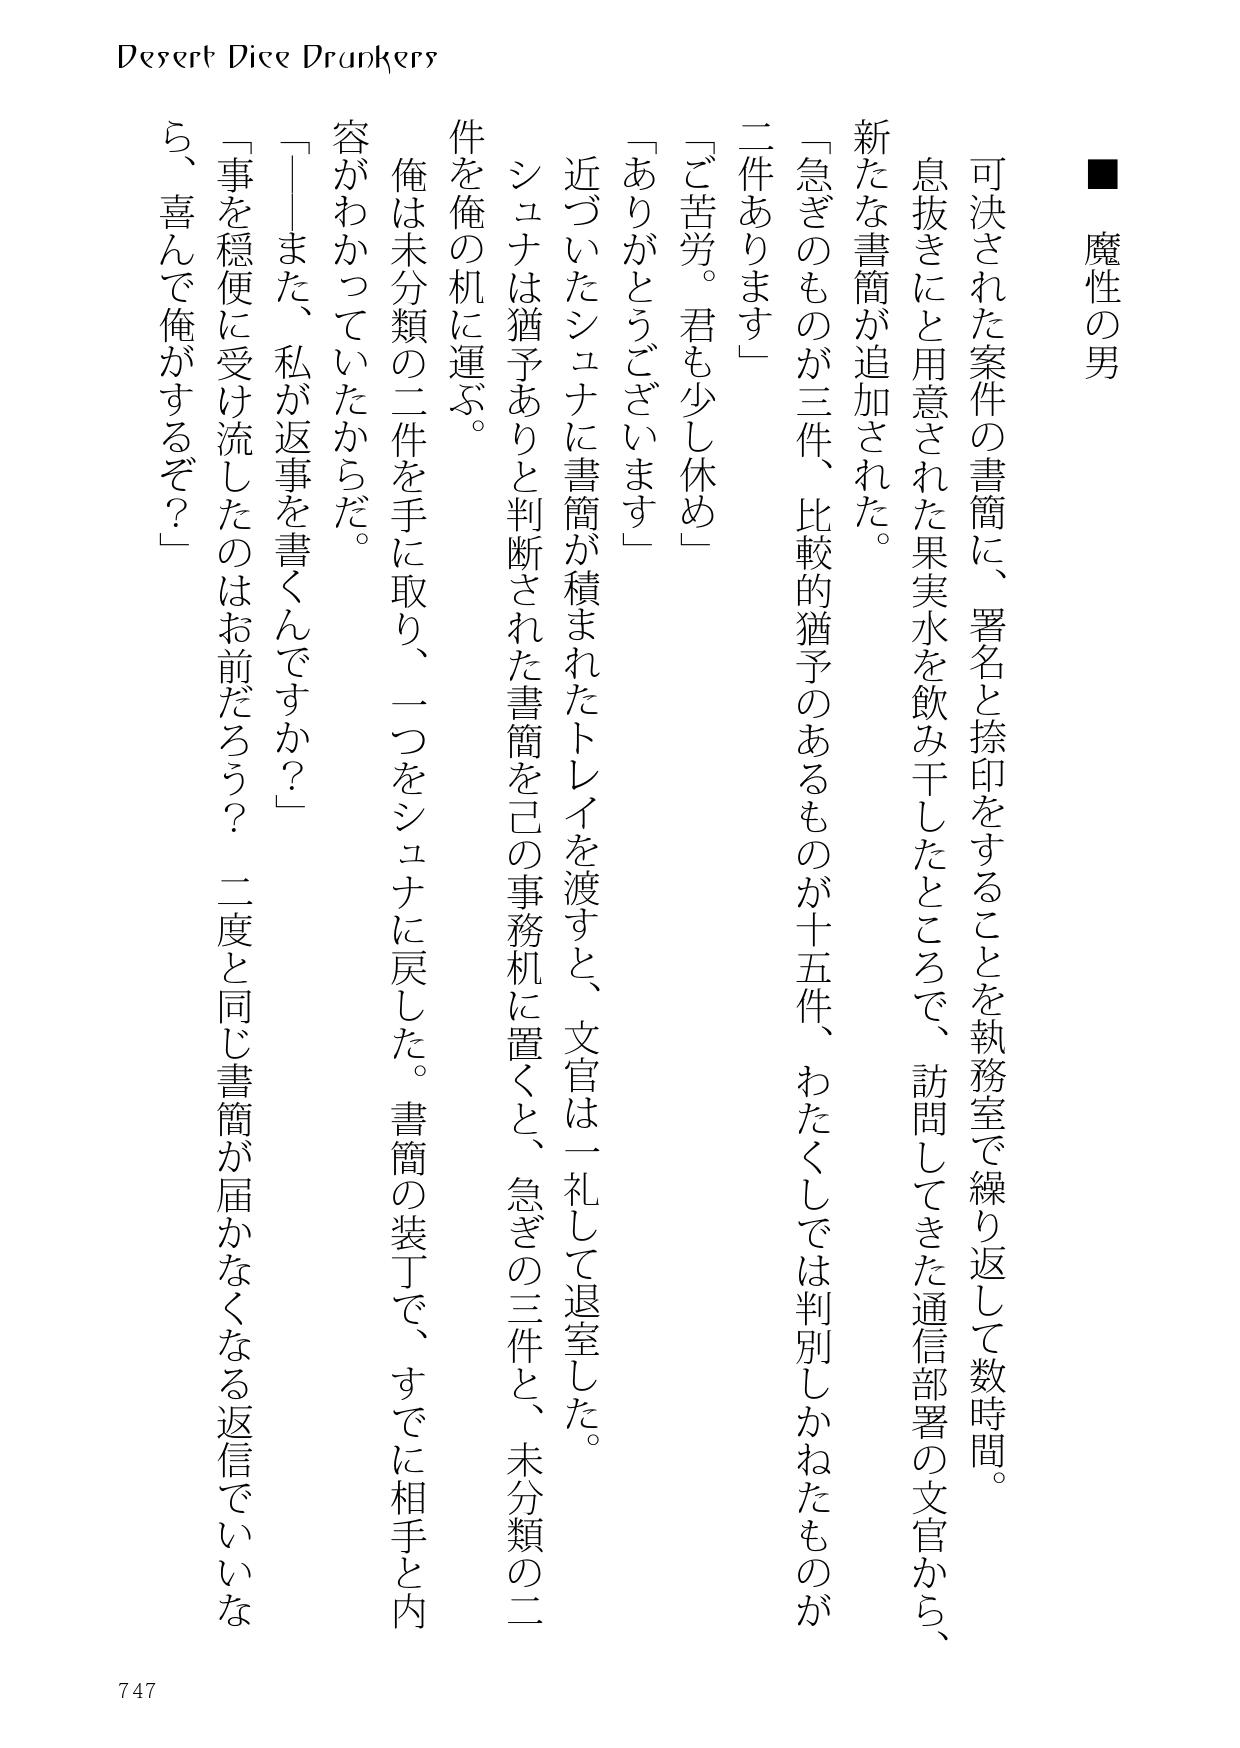 Desert Dice Drunkers
■　魔性の男
　可決された案件の書簡に、署名と捺印をすることを執務室で繰り返して数時間。
　息抜きにと用意された果実水を飲み干したところで、訪問してきた通信部署の文官から、
新たな書簡が追加された。
「急ぎのものが三件、比較的猶予のあるものが十五件、わたくしでは判別しかねたものが
二件あります」
「ご苦労。君も少し休め」
「ありがとうございます」
　近づいたシュナに書簡が積まれたトレイを渡すと、文官は一礼して退室した。
　シュナは猶予ありと判断された書簡を己の事務机に置くと、急ぎの三件と、未分類の二
件を俺の机に運ぶ。
　俺は未分類の二件を手に取り、一つをシュナに戻した。書簡の装丁で、すでに相手と内
容がわかっていたからだ。
「――また、私が返事を書くんですか？」
「事を穏便に受け流したのはお前だろう？　二度と同じ書簡が届かなくなる返信でいいな
ら、喜んで俺がするぞ？」
747